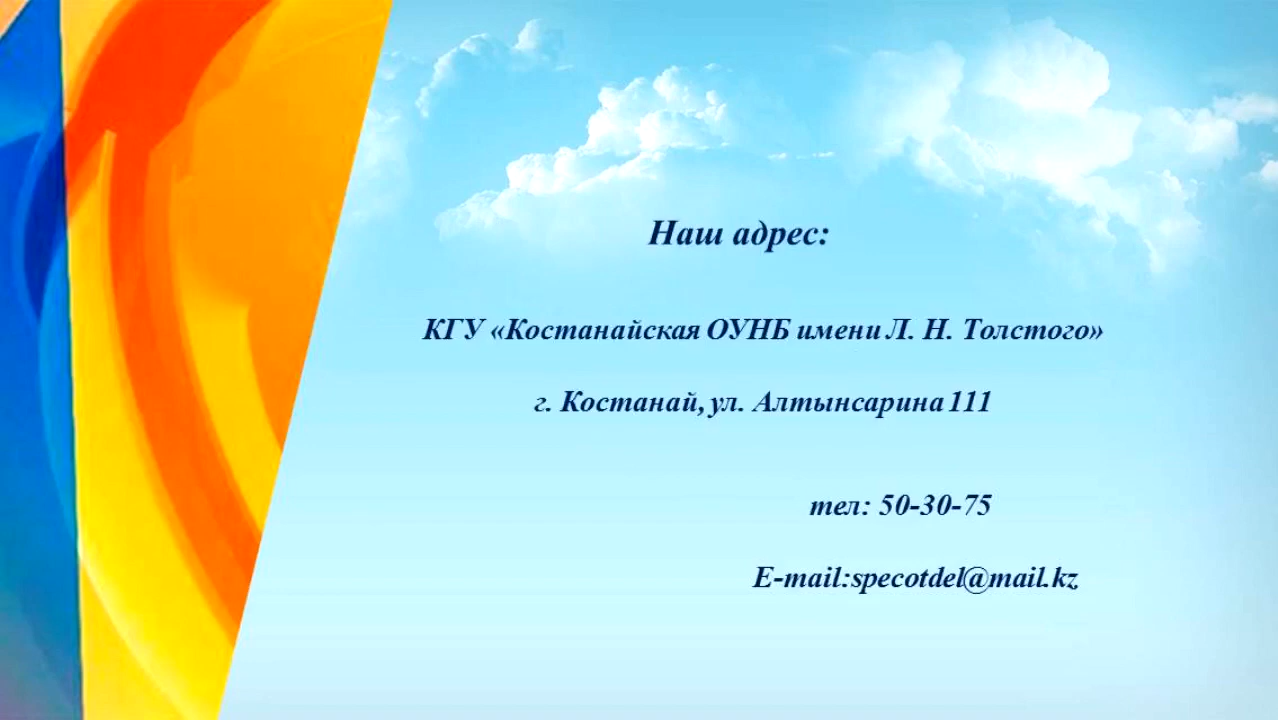 Наш адрес:
КГУ «Костанайская ОУНБ имени Л. Н. Толстого»
г. Костанай, ул. Алтынсарина 111
тел: 50-30-75
E-mail:specotdel@mail.kz